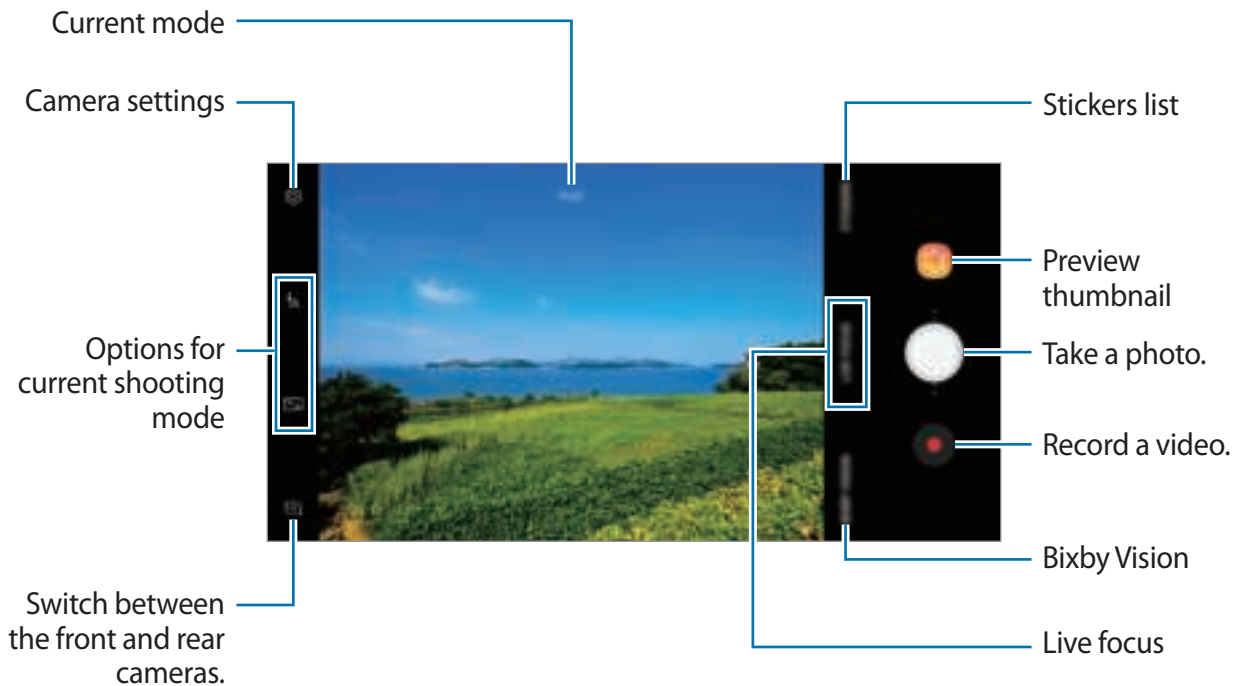 Current mode
Camera settings
Options for
current shooting
mode
Switch between
the front and rear
cameras.
Stickers list
Preview
thumbnail
Take a photo.
Record a video.
Bixby Vision
Live focus